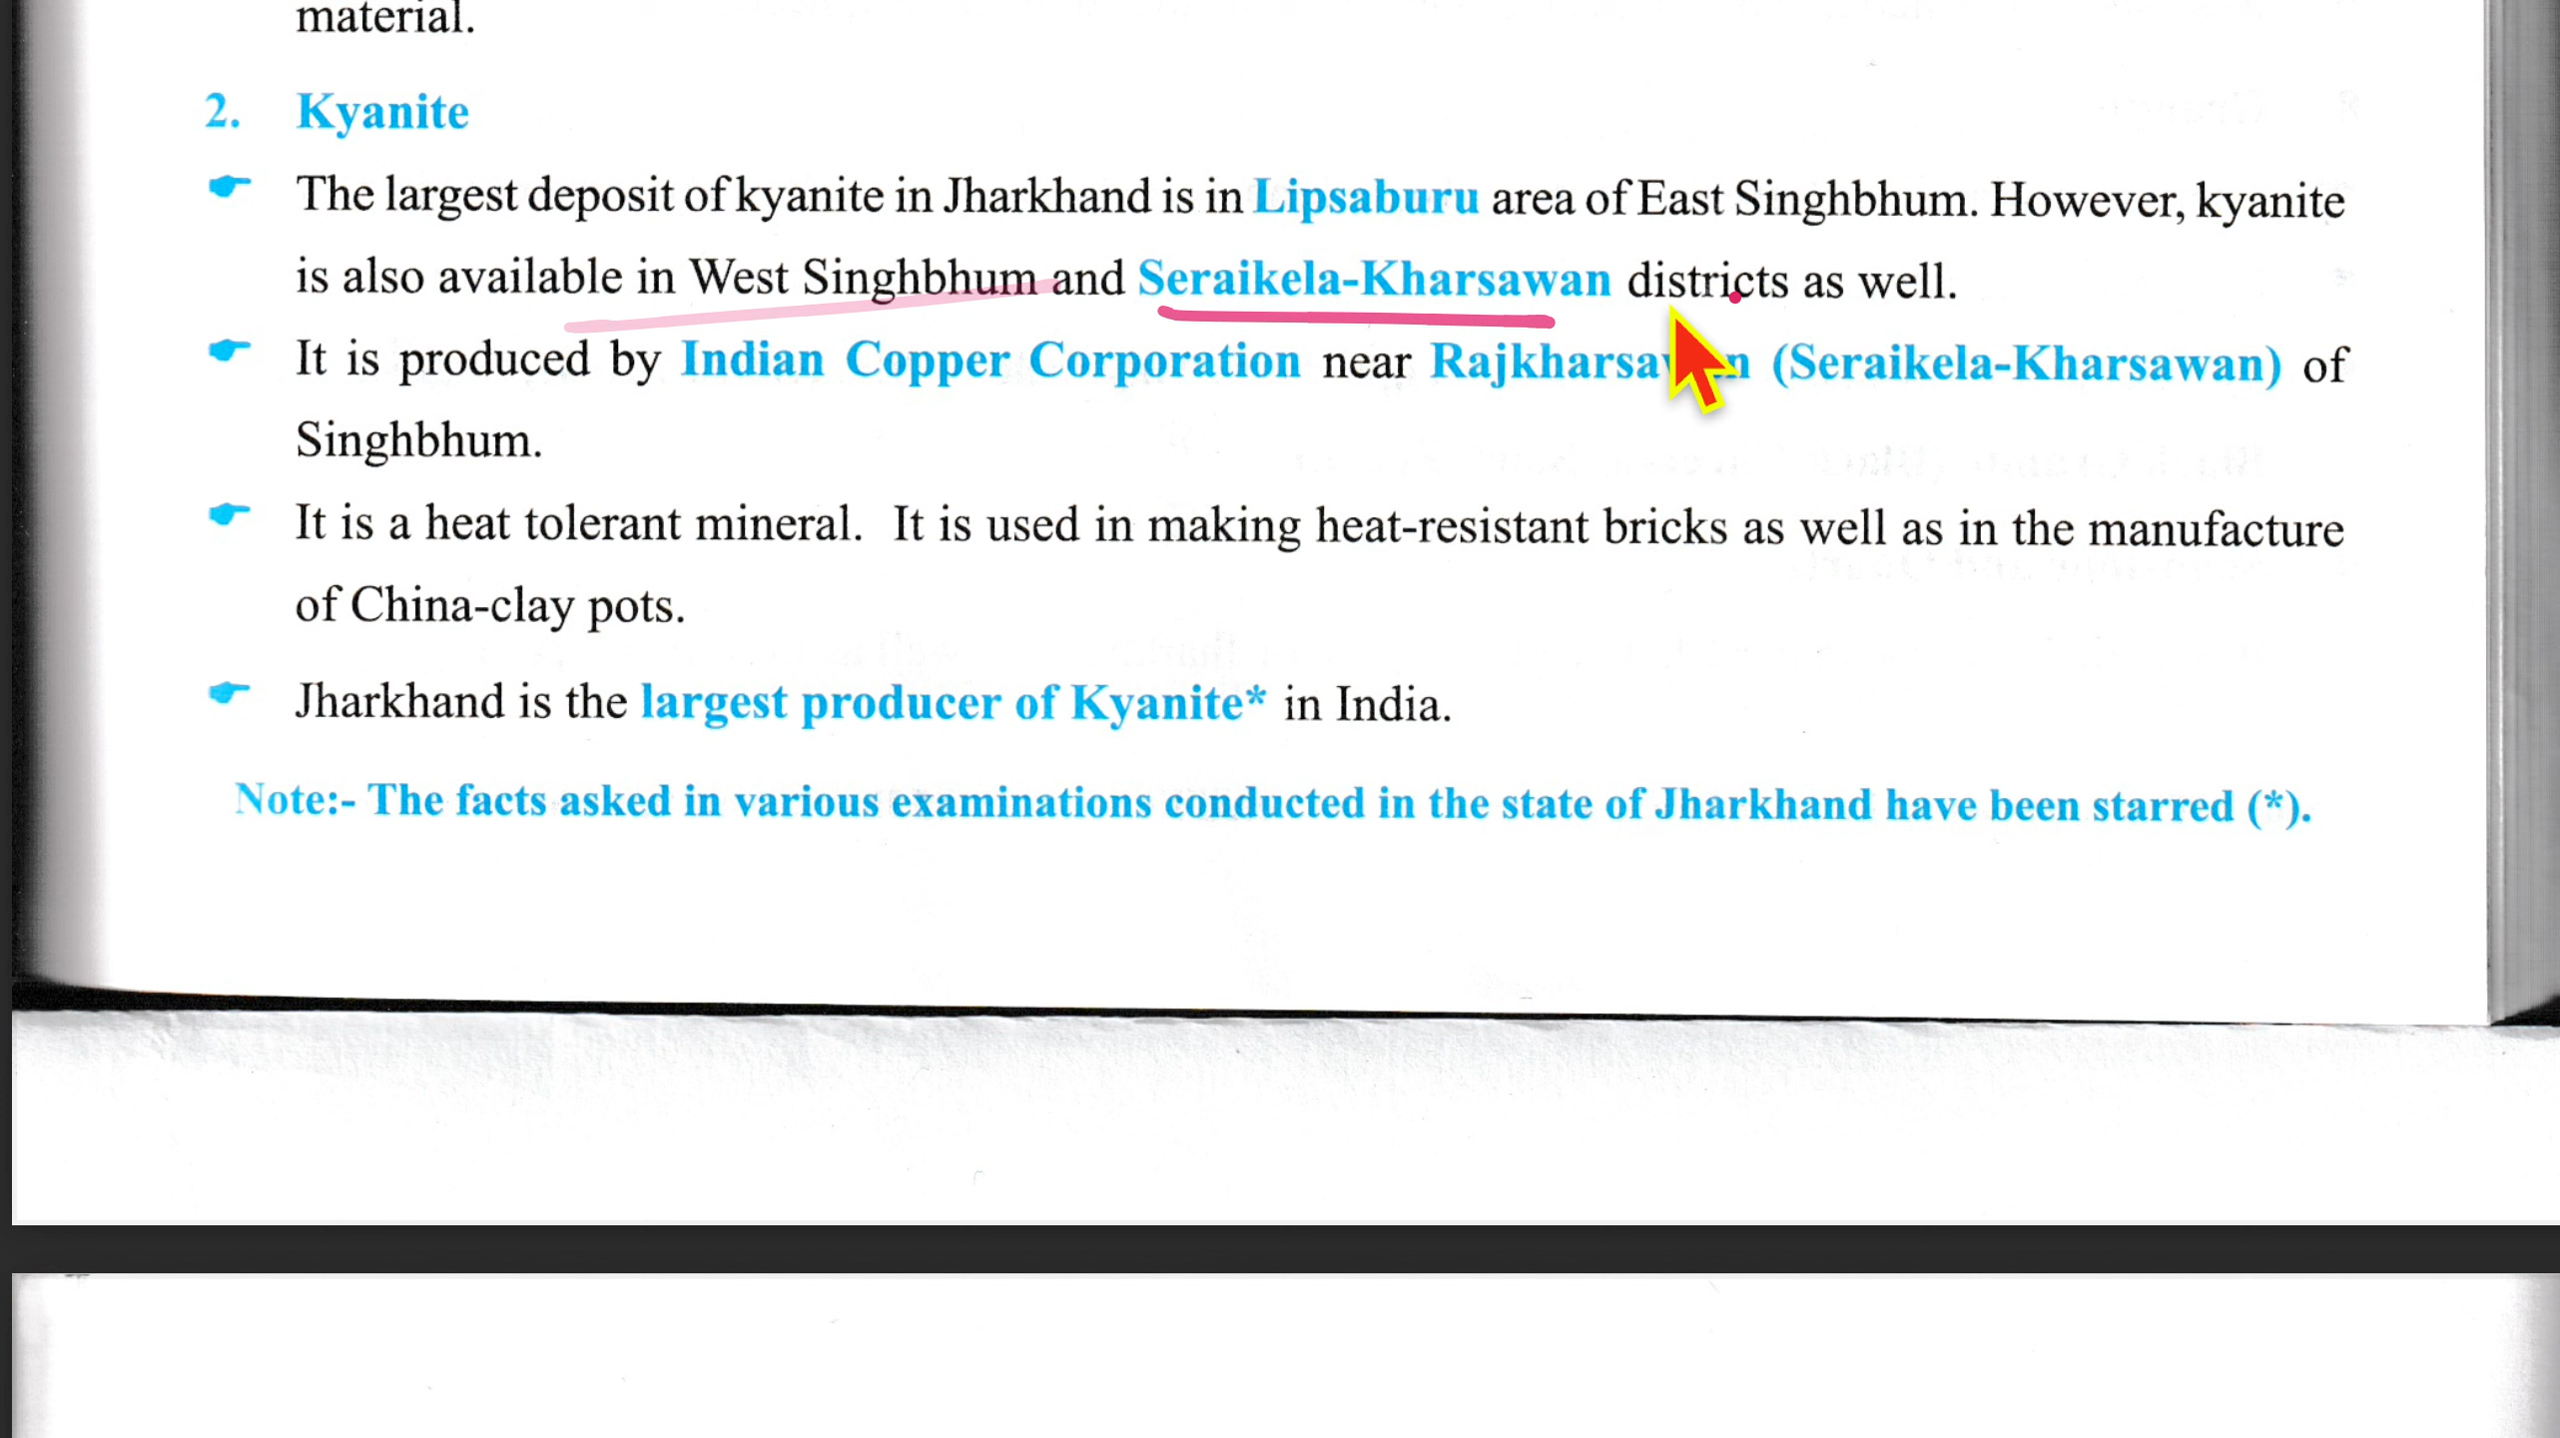 material.
2. Kyanite
The largest deposit of kyanite in Jharkhand is in Lipsaburu area of East Singhbhum. However, kyanite
is also available in West Singhbhum and Seraikela-Kharsawan districts as well.
It is produced by Indian Copper Corporation near (Seraikela-Kharsawan) of
Singhbhum.
It is a heat tolerant mineral. It is used in making heat-resistant bricks as well as in the manufacture
of China-clay pots.
Jharkhand is the largest producer of Kyanite* in India.
Note:- The facts asked in various examinations conducted in the state of Jharkhand have been starred (*).